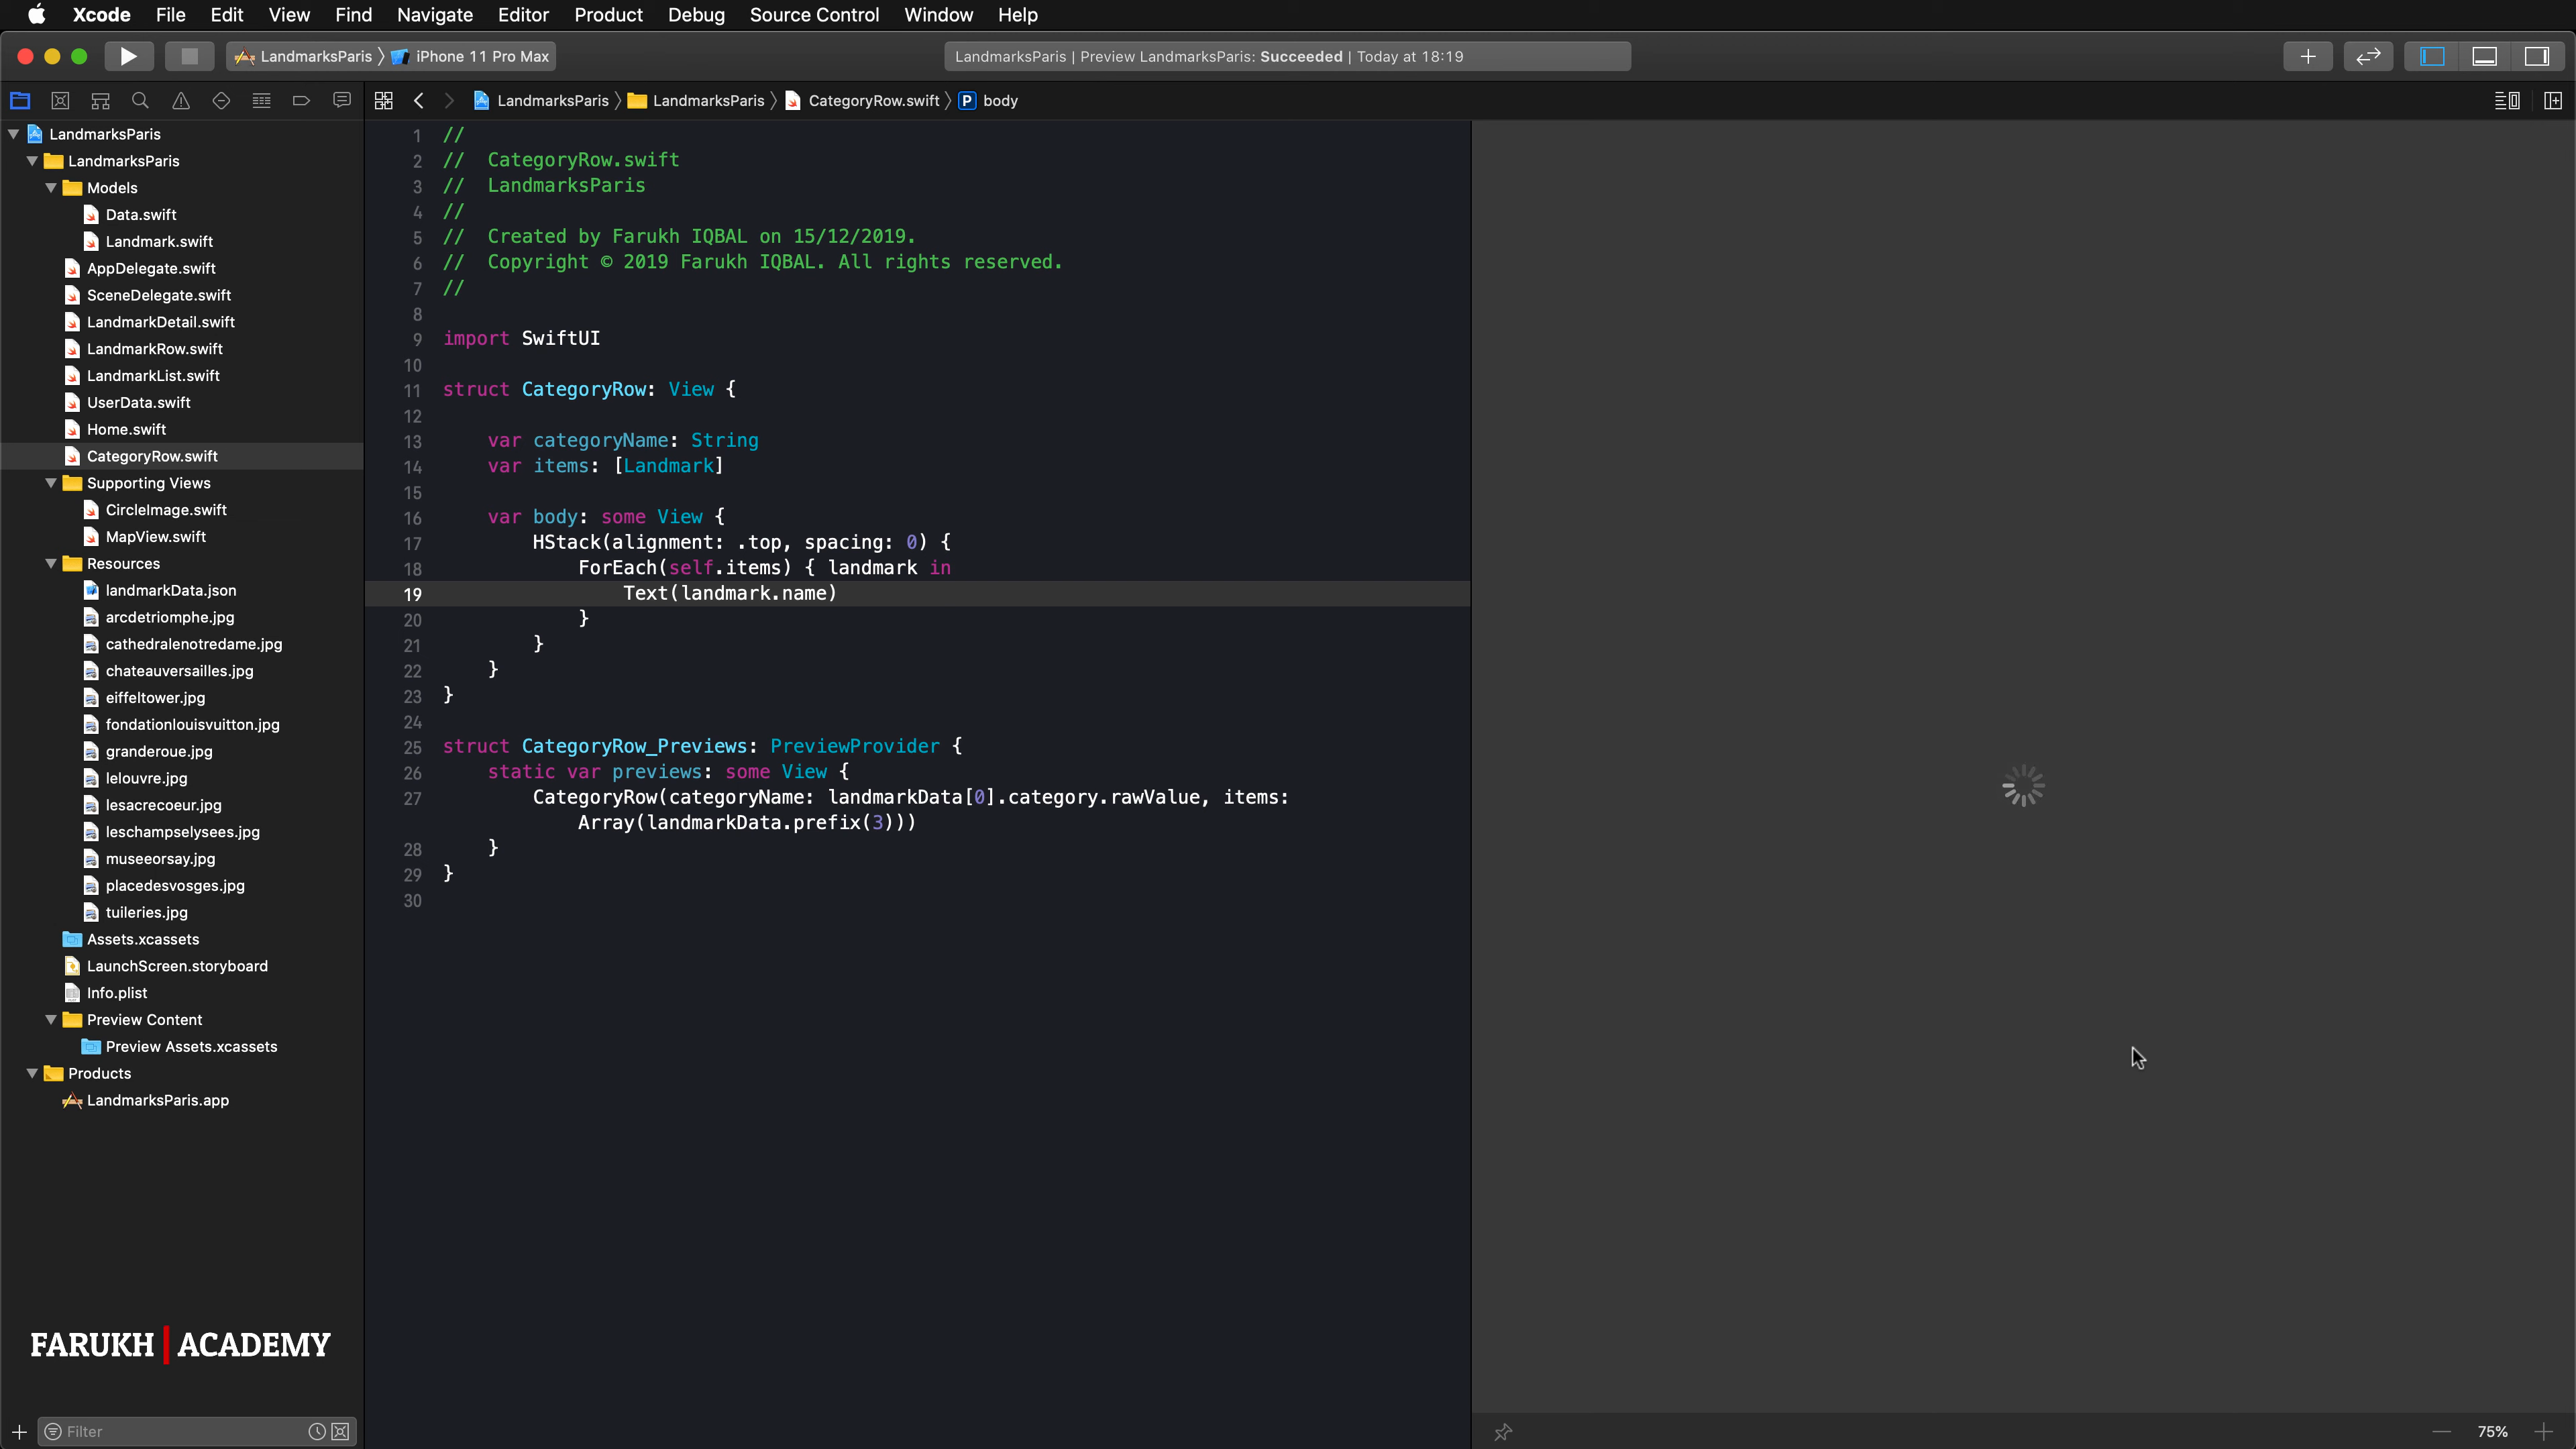 Xcode File Edit View Find Navigate Editor Product Debug Source Control Window Help
LandmarksParis iPhone 11 Pro Max
LandmarksParis | Preview LandmarksParis: Succeeded | Today at 18:19
LandmarksParis LandmarksParis CategoryRow.swift P body
LandmarksParis
LandmarksParis
Models
Data.swift
Landmark.swift
AppDelegate.swift
SceneDelegate.swift
LandmarkDetail.swift
LandmarkRow.swift
LandmarkList.swift
UserData.swift
Home.swift
CategoryRow.swift
Supporting Views
CircleImage.swift
MapView.swift
Resources
landmarkData.json
arcdetriomphe.jpg
cathedralenotredame.jpg
chateauversailles.jpg
eiffeltower.jpg
fondationlouisvuitton.jpg
granderoue.jpg
lelouvre.jpg
lesacrecoeur.jpg
leschampselysees.jpg
museeorsay.jpg
placedesvosges.jpg
tuileries.jpg
Assets.xcassets
LaunchScreen.storyboard
Info.plist
Preview Content
Preview Assets.xcassets
Products
LandmarksParis.app
FARUKH | ACADEMY
Filter
1 //
2 //  CategoryRow.swift
3 //  LandmarksParis
4 //
5 //  Created by Farukh IQBAL on 15/12/2019.
6 //  Copyright © 2019 Farukh IQBAL. All rights reserved.
7 //
8
9 import SwiftUI
10
11 struct CategoryRow: View {
12
13     var categoryName: String
14     var items: [Landmark]
15
16     var body: some View {
17         HStack(alignment: .top, spacing: 0) {
18             ForEach(self.items) { landmark in
19                 Text(landmark.name)
20             }
21         }
22     }
23 }
24
25 struct CategoryRow_Previews: PreviewProvider {
26     static var previews: some View {
27         CategoryRow(categoryName: landmarkData[0].category.rawValue, items:
            Array(landmarkData.prefix(3)))
28     }
29 }
30
75%